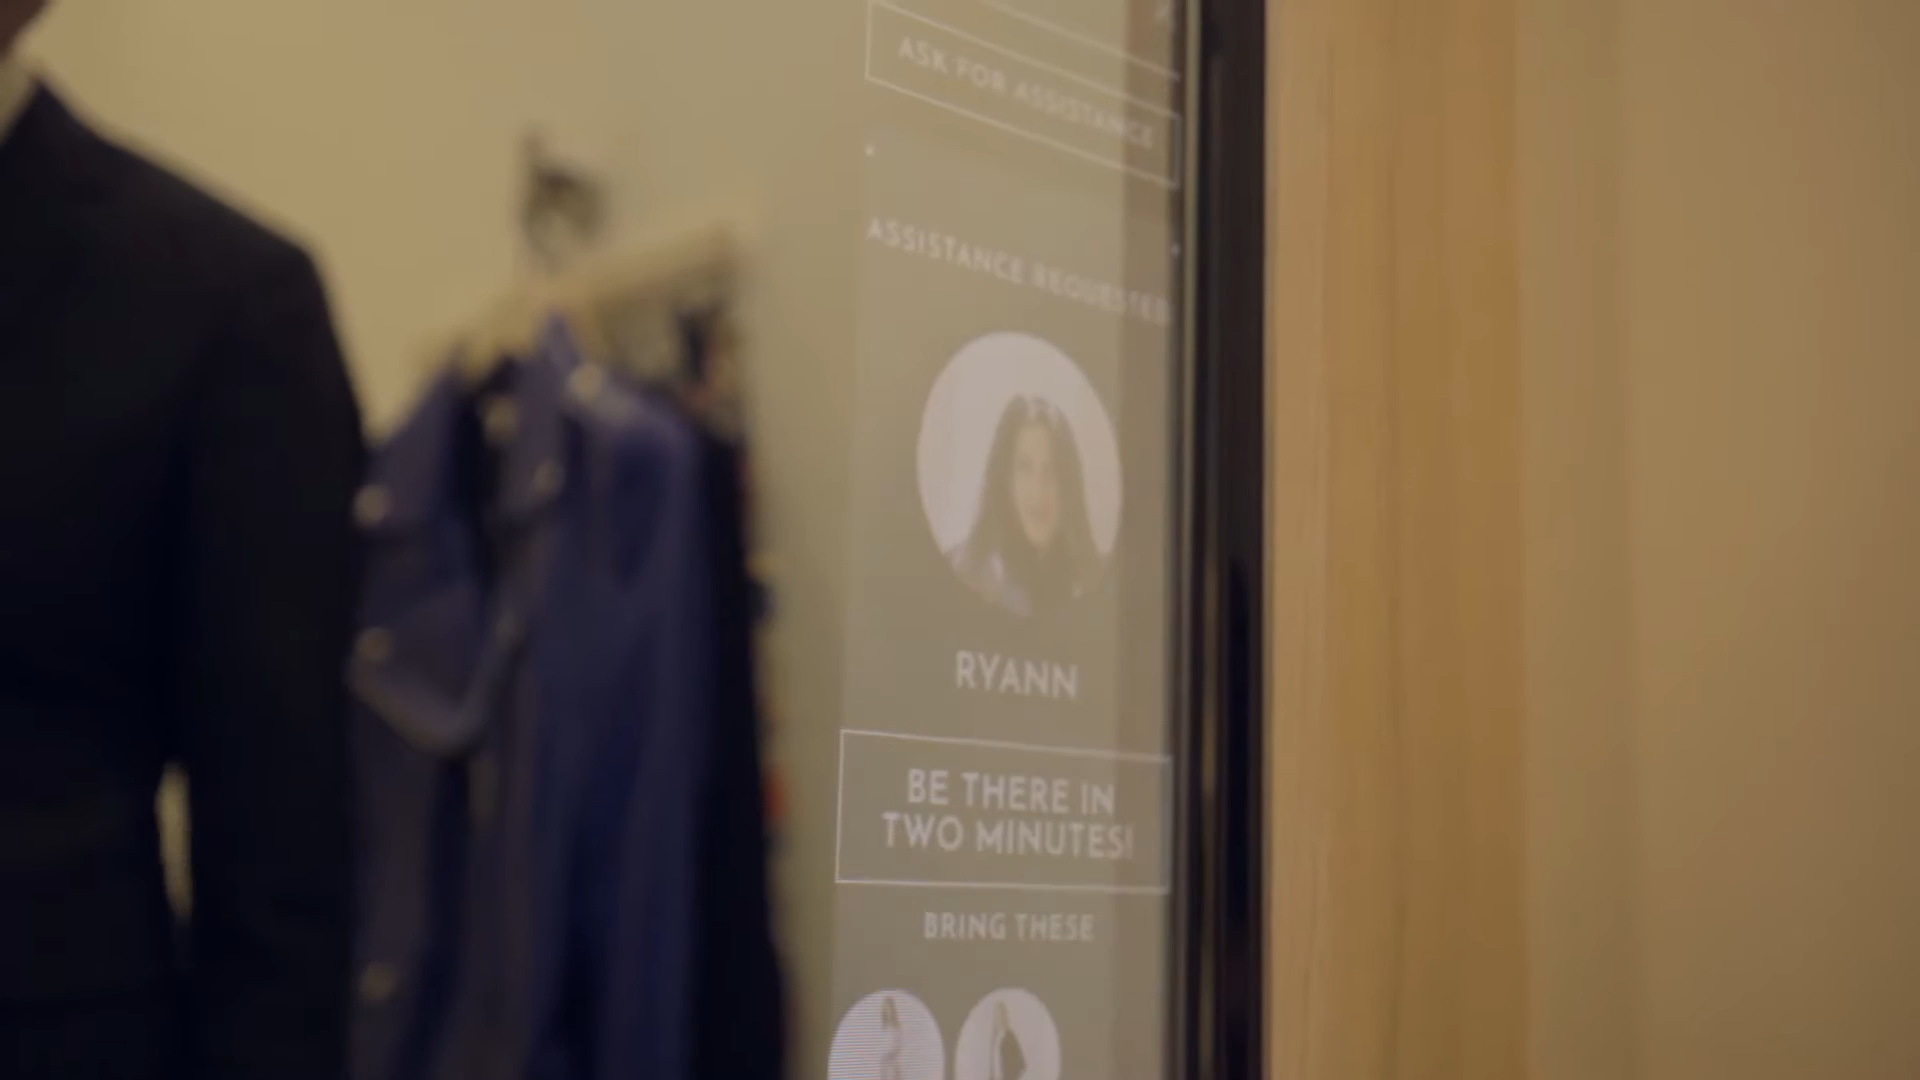 ASK FOR ASSISTANCE
ASSISTANCE REQUESTED
RYANN
BE THERE IN
TWO MINUTES!
BRING THESE